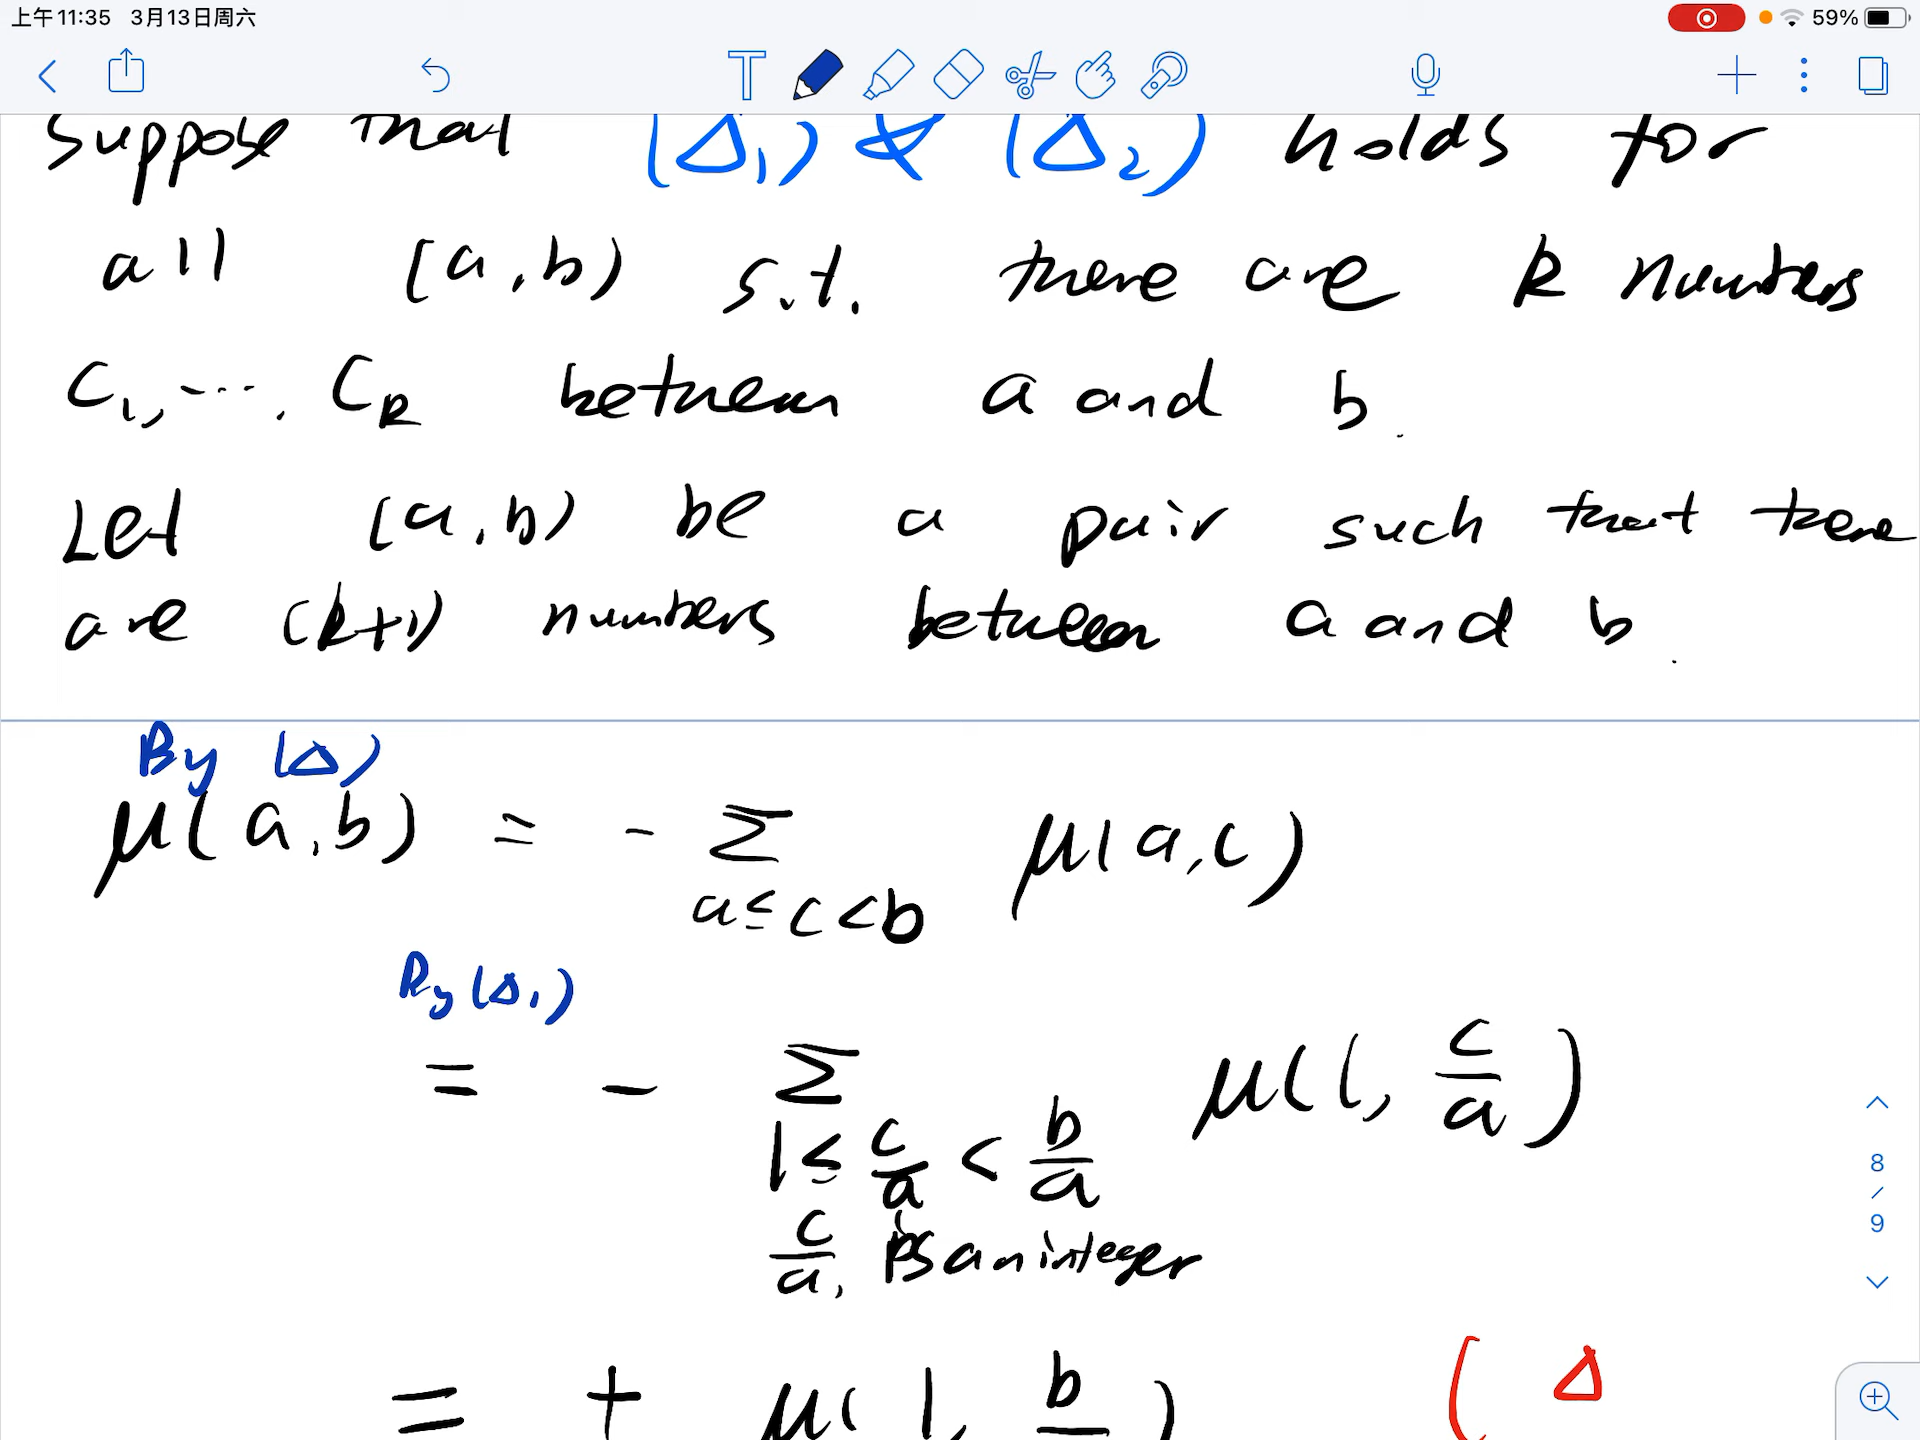 上午11:35 3月13日周六 59%
T
suppose that (Δ₁) & (Δ₂) holds for
all (a,b) s.t. there are k numbers
C₁,…, Cₖ between a and b.
Let (a,b) be a pair such that there
are (k+1) numbers between a and b.
By (Δ)
μ(a,b) = - Σ_{a≤c<b} μ(a,c)
By (Δ₁)
= - Σ_{1≤c/a<b/a, c/a is an integer} μ(1, c/a)
8
/
9
= + μ(1, b ) ( Δ